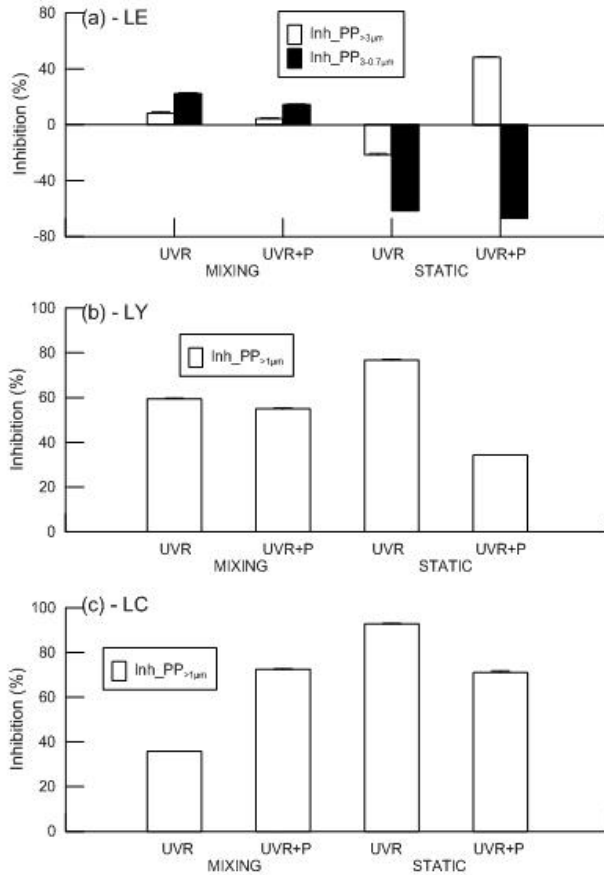 (a) - LE
Inh_PP>3µm
Inh_PP3-0.7µm
Inhibition (%)
80
40
0
-40
-80
UVR UVR+P UVR UVR+P
MIXING STATIC
(b) - LY
Inh_PP>1µm
Inhibition (%)
100
80
60
40
20
0
UVR UVR+P UVR UVR+P
MIXING STATIC
(c) - LC
Inh_PP>1µm
Inhibition (%)
100
80
60
40
20
0
UVR UVR+P UVR UVR+P
MIXING STATIC